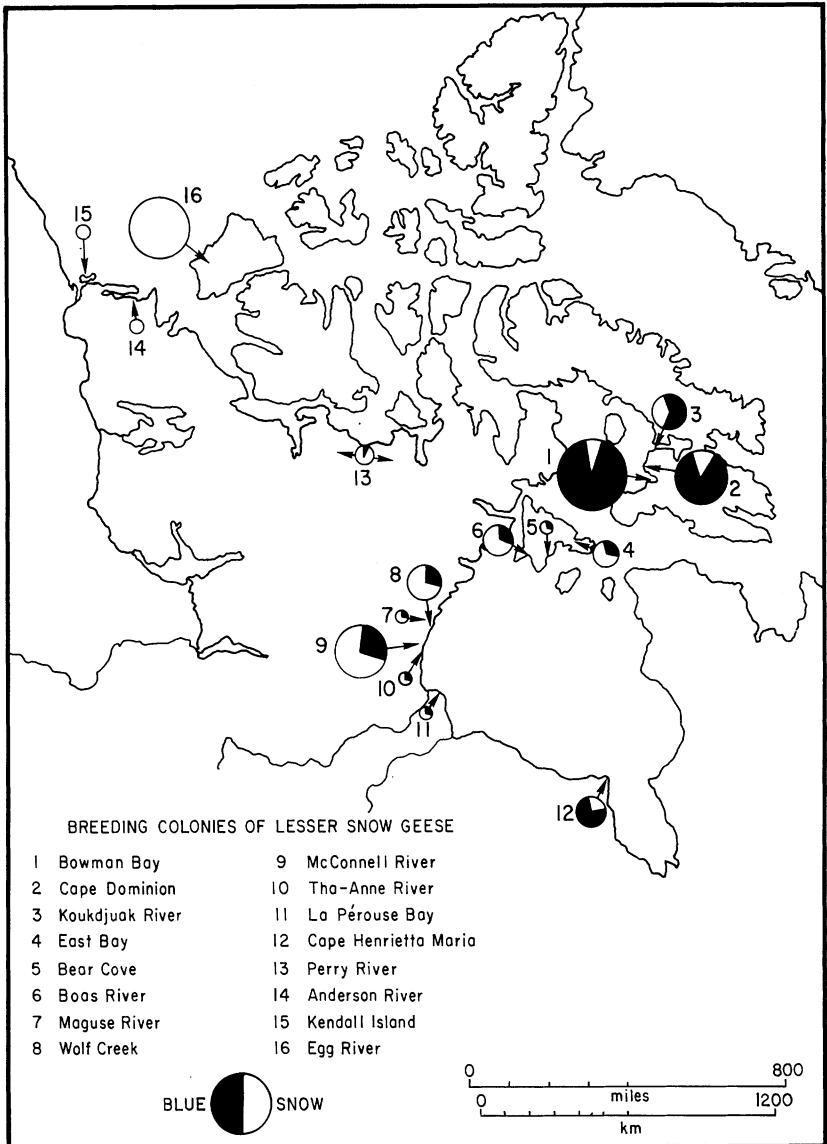 15
16
14
3
1
2
13
5
6
4
8
7
9
10
11
12
BREEDING COLONIES OF LESSER SNOW GEESE
1 Bowman Bay
2 Cape Dominion
3 Koukdjuak River
4 East Bay
5 Bear Cove
6 Boas River
7 Maguse River
8 Wolf Creek
9 McConnell River
10 Tha-Anne River
11 La Pérouse Bay
12 Cape Henrietta Maria
13 Perry River
14 Anderson River
15 Kendall Island
16 Egg River
BLUE SNOW
0 800
miles
0 1200
km